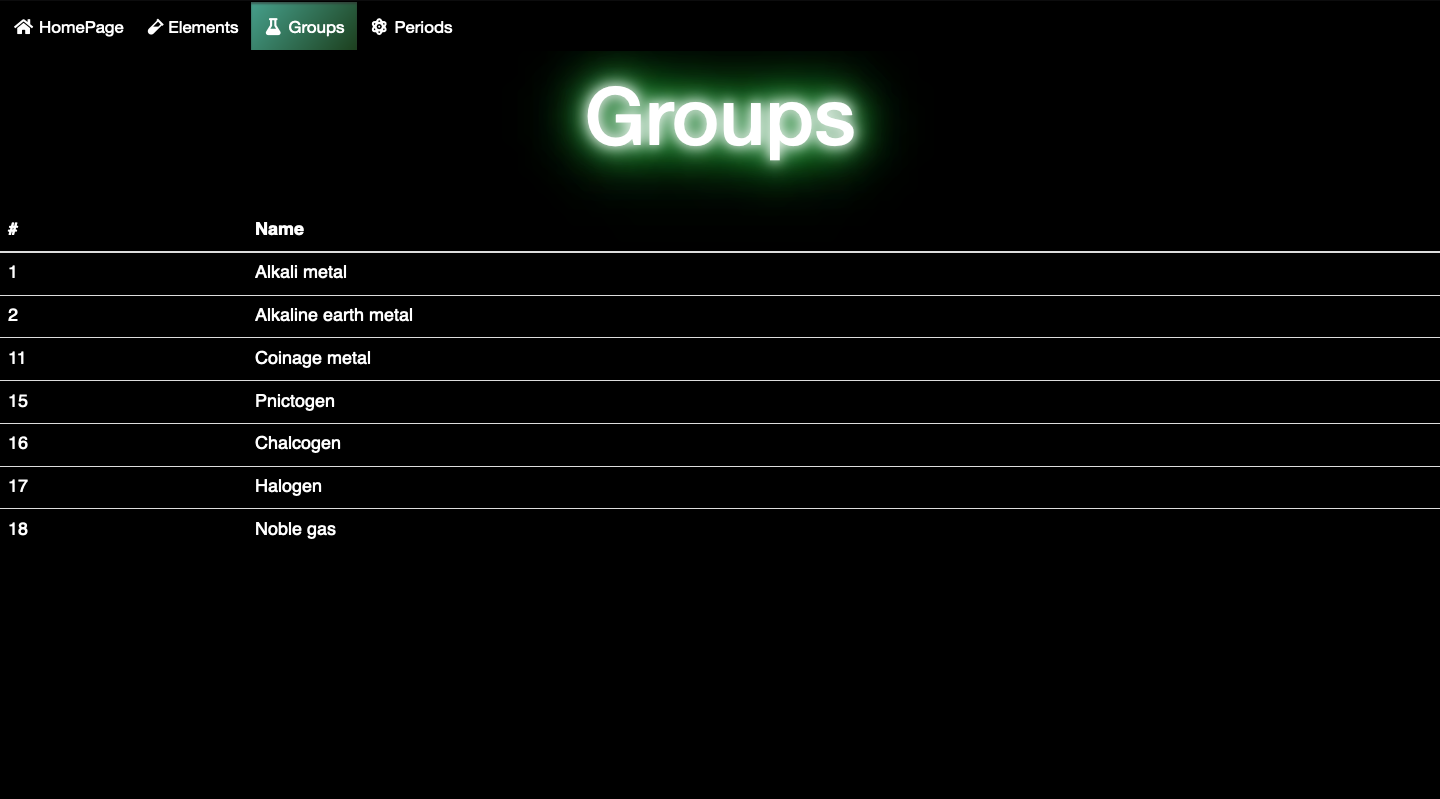 HomePage Elements Groups Periods
Groups
# Name
1 Alkali metal
2 Alkaline earth metal
11 Coinage metal
15 Pnictogen
16 Chalcogen
17 Halogen
18 Noble gas